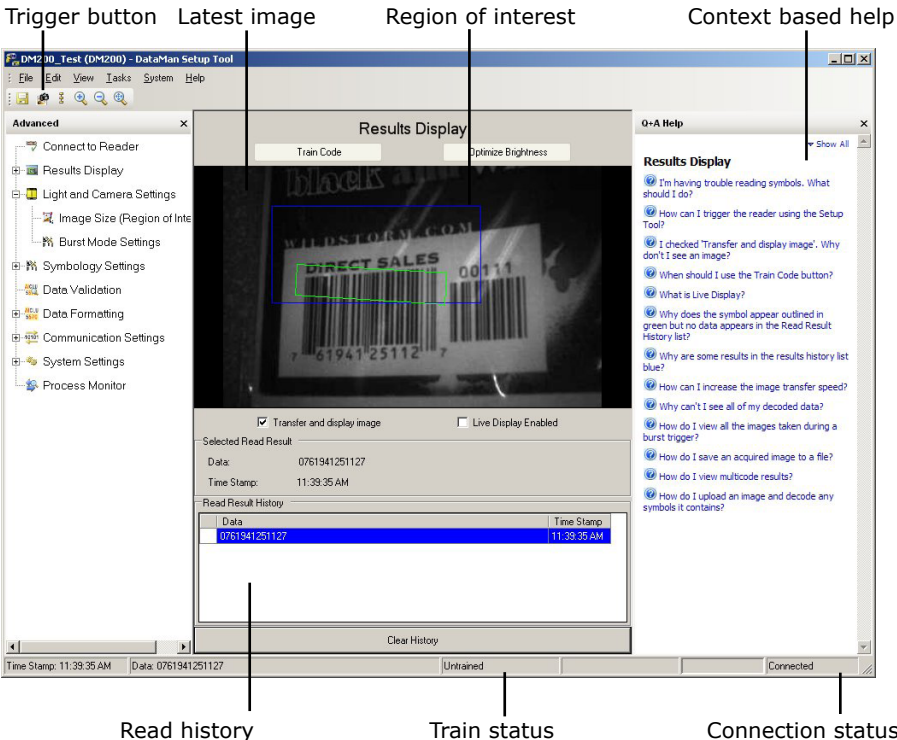 Trigger button Latest image Region of interest Context based help
DM200_Test (DM200) - DataMan Setup Tool
File Edit View Tasks System Help
Advanced
Connect to Reader
Results Display
Light and Camera Settings
Image Size (Region of Inte
Burst Mode Settings
Symbology Settings
Data Validation
Data Formatting
Communication Settings
System Settings
Process Monitor
Results Display
Train Code Optimize Brightness
black and
WILDSTORM.COM
DIRECT SALES
00111
7 61941 25112 7
Transfer and display image Live Display Enabled
Selected Read Result
Data: 0761941251127
Time Stamp: 11:39:35 AM
Read Result History
Data Time Stamp
0761941251127 11:39:35 AM
Clear History
Q+A Help
Show All
Results Display
I'm having trouble reading symbols. What
should I do?
How can I trigger the reader using the Setup
Tool?
I checked 'Transfer and display image'. Why
don't I see an image?
When should I use the Train Code button?
What is Live Display?
Why does the symbol appear outlined in
green but no data appears in the Read Result
History list?
Why are some results in the results history list
blue?
How can I increase the image transfer speed?
Why can't I see all of my decoded data?
How do I view all the images taken during a
burst trigger?
How do I save an acquired image to a file?
How do I view multicode results?
How do I upload an image and decode any
symbols it contains?
Time Stamp: 11:39:35 AM Data: 0761941251127 Untrained Connected
Read history Train status Connection status